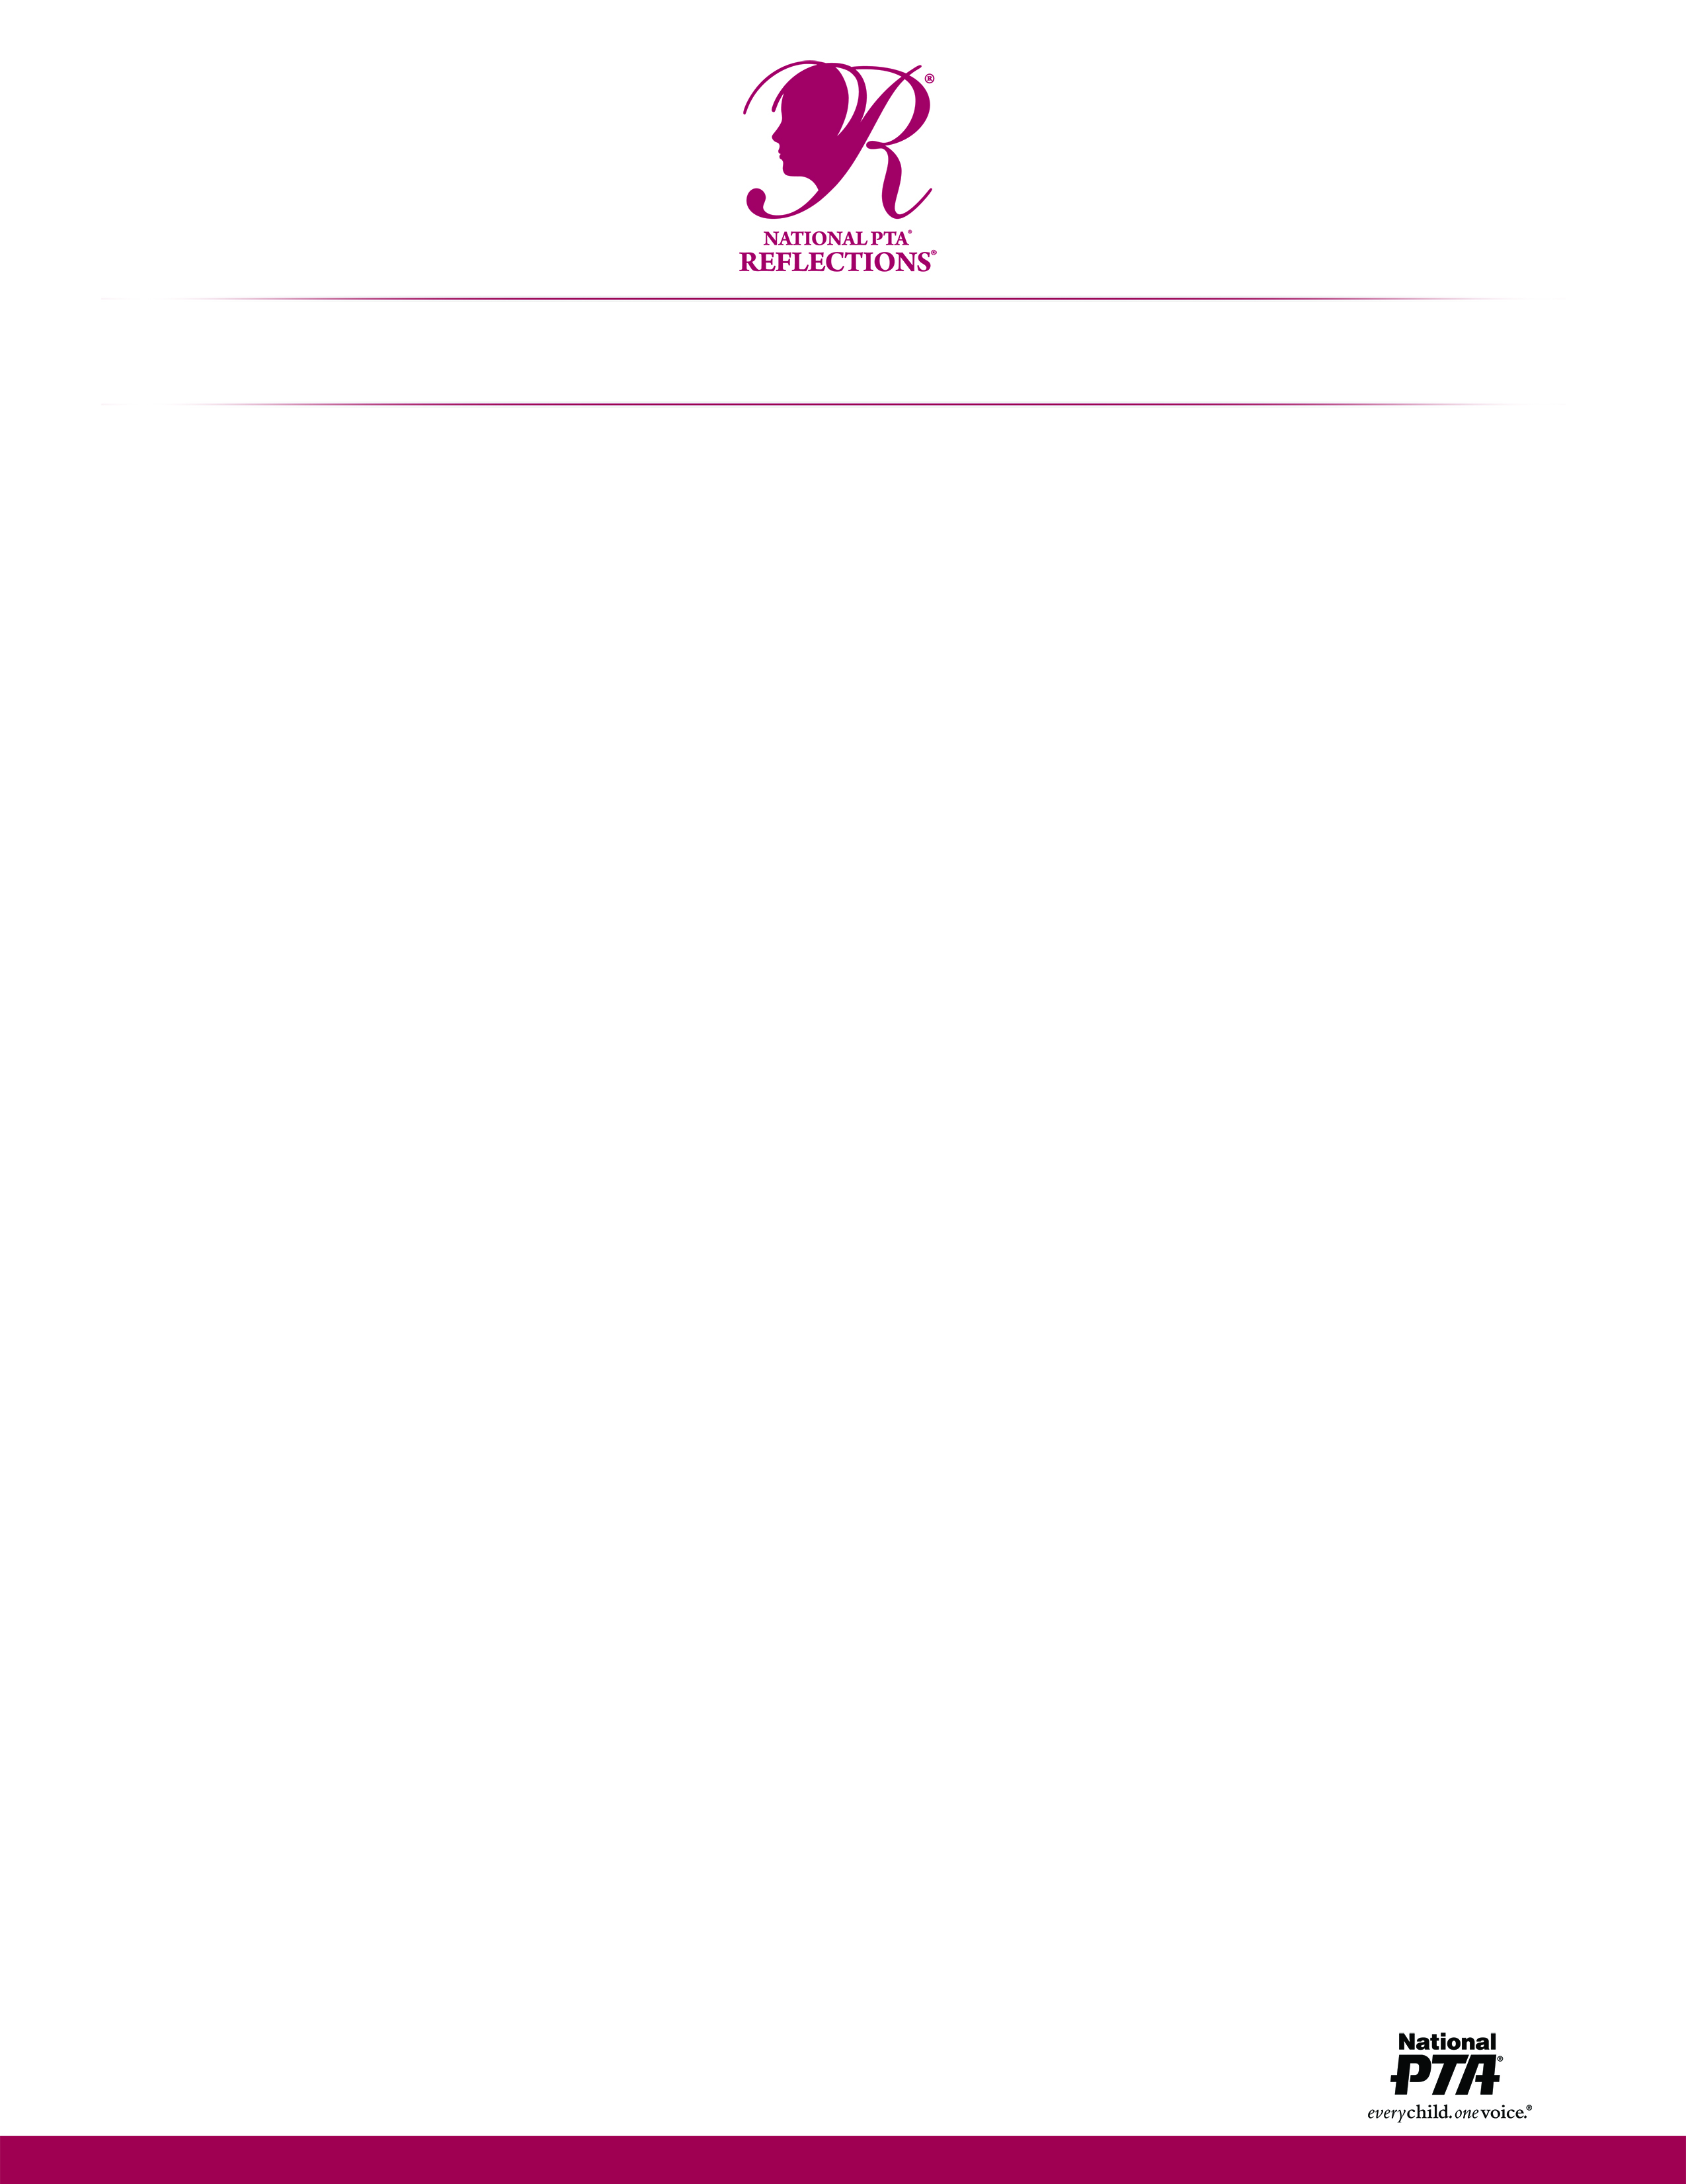 R®
NATIONAL PTA®
REFLECTIONS®
National
PTA®
everychild.onevoice.®